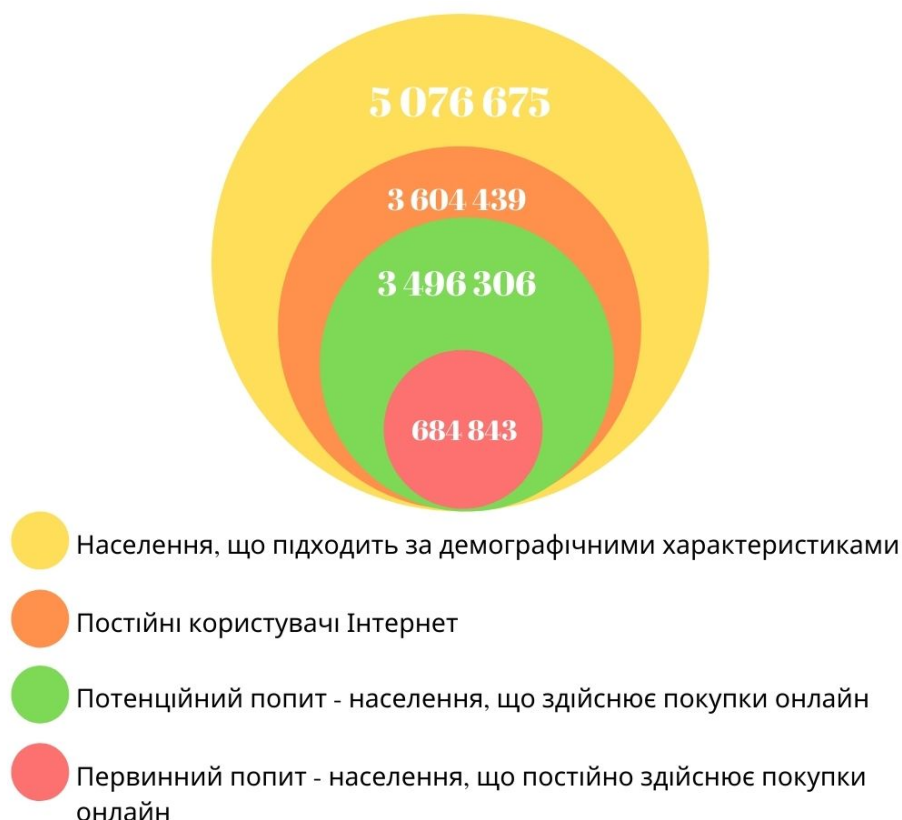 5 076 675
3 604 439
3 496 306
684 843
Населення, що підходить за демографічними характеристиками
Постійні користувачі Інтернет
Потенційний попит - населення, що здійснює покупки онлайн
Первинний попит - населення, що постійно здійснює покупки
онлайн